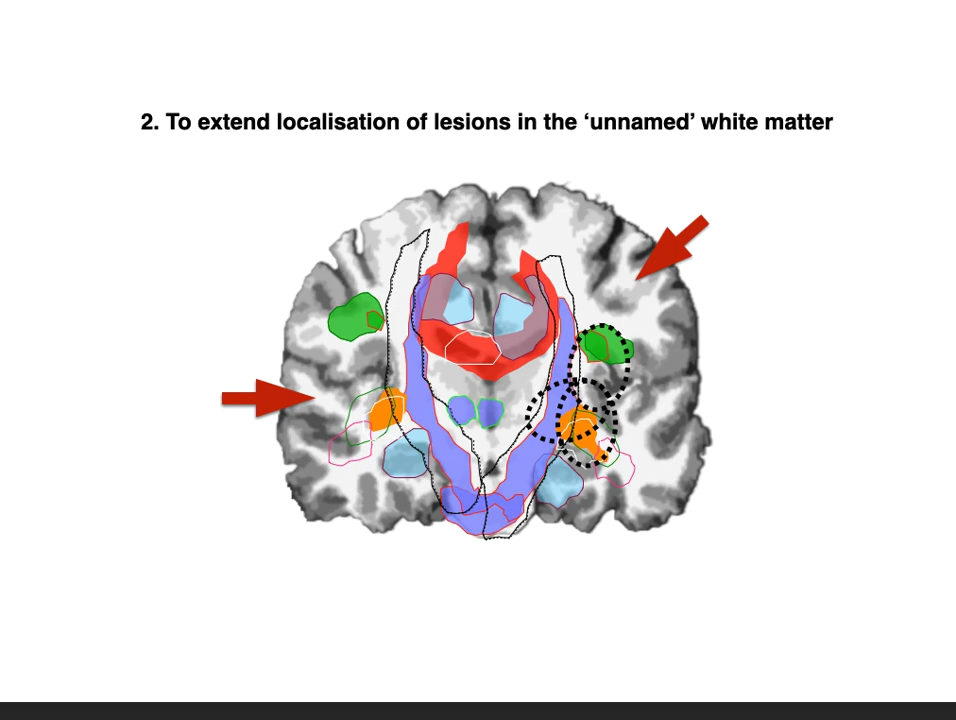 2. To extend localisation of lesions in the ‘unnamed’ white matter